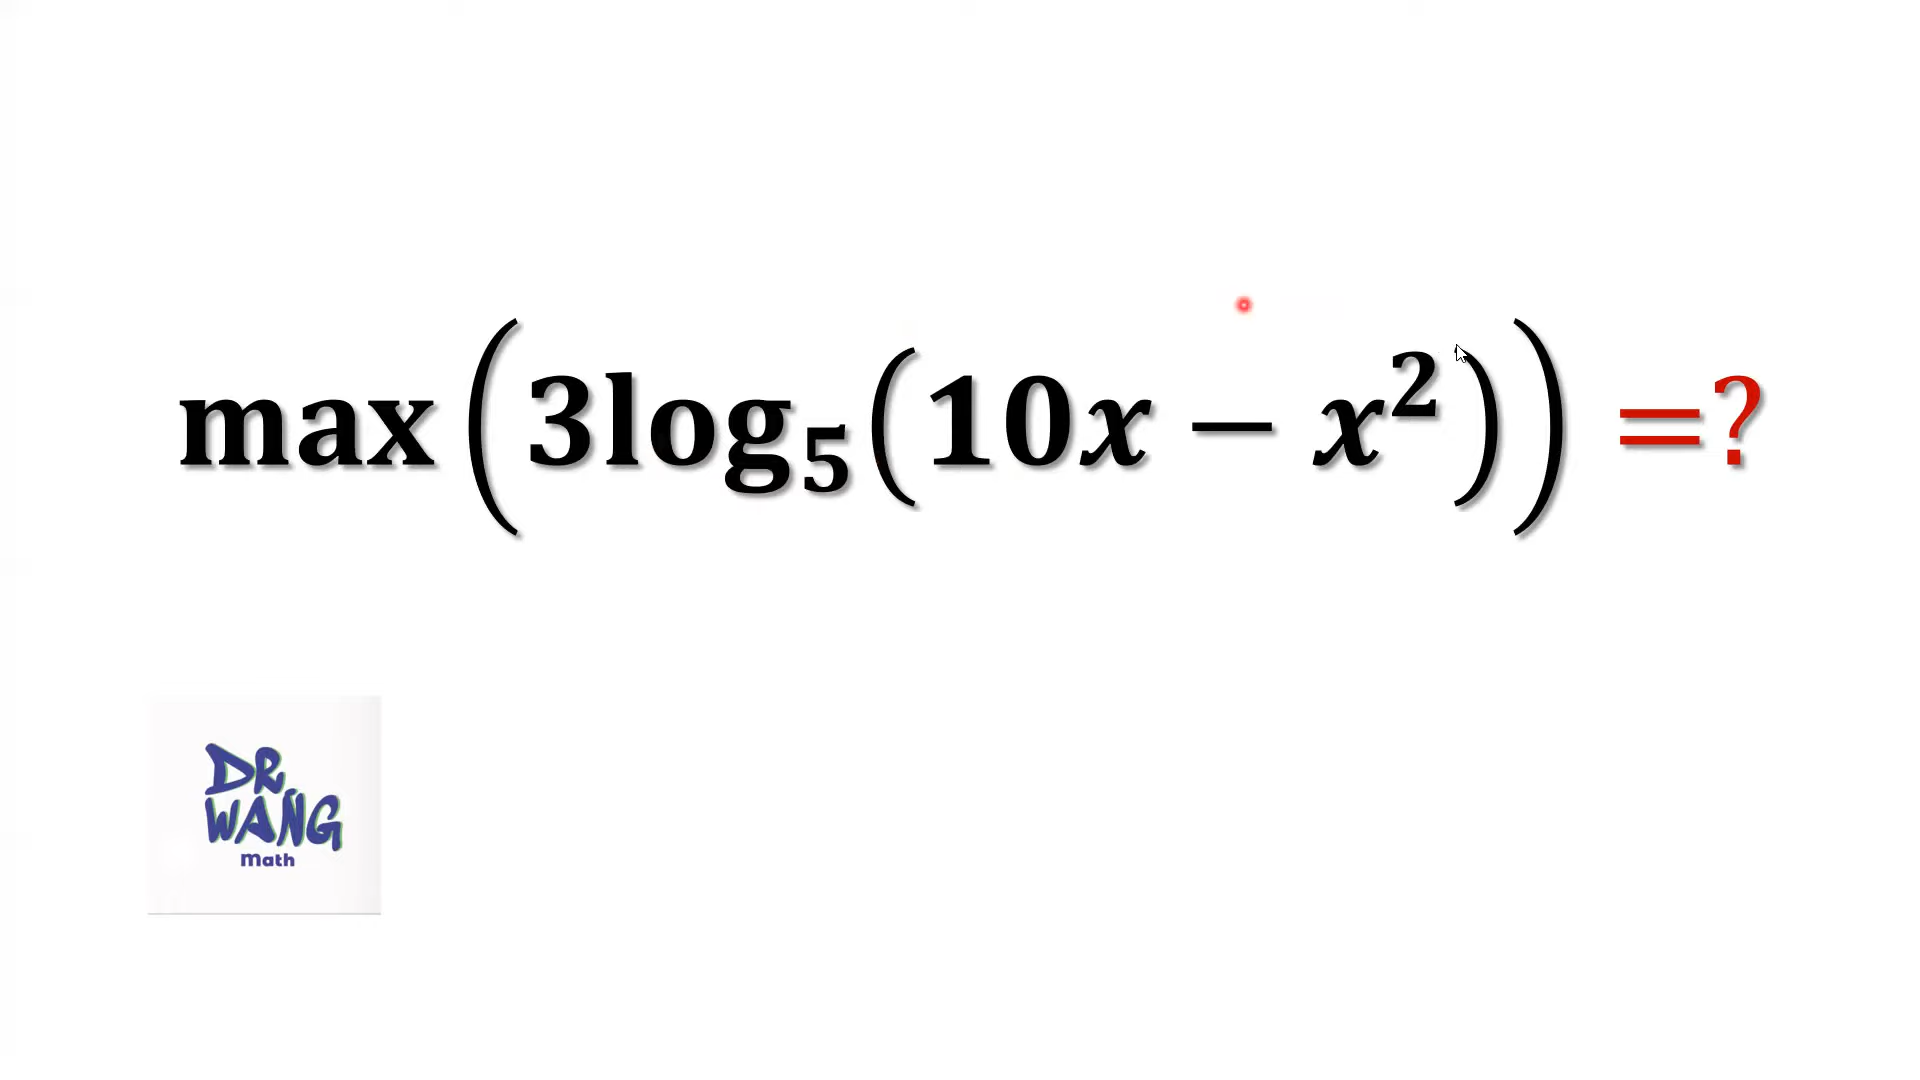 max(3log₅(10x − x²)) =?
DR
WANG
Math